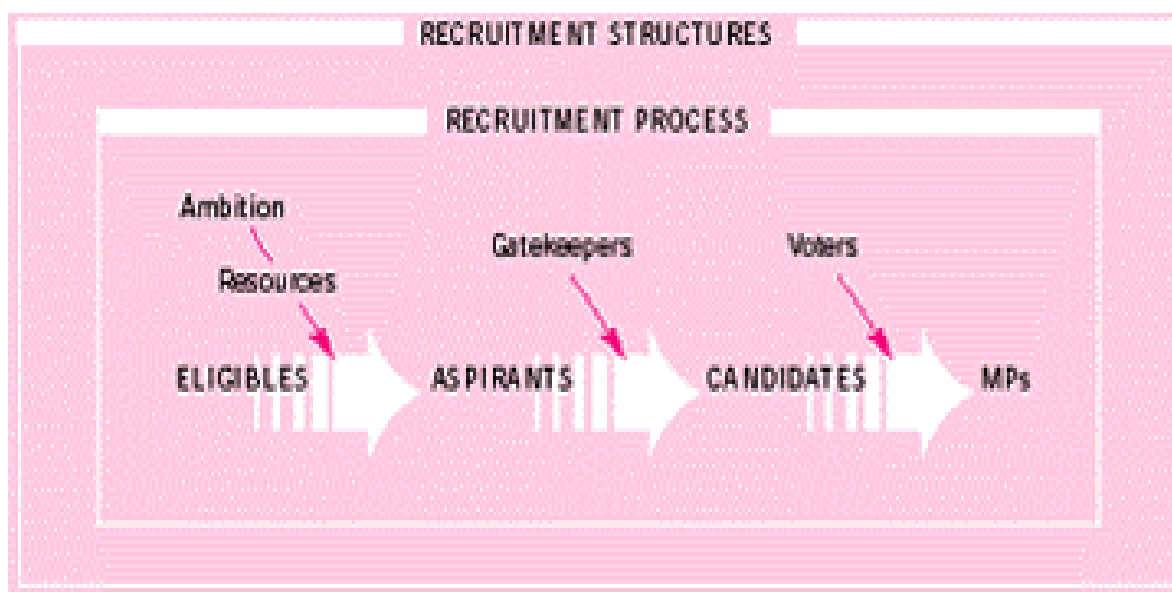 RECRUITMENT STRUCTURES
RECRUITMENT PROCESS
Ambition
Gatekeepers
Voters
Resources
ELIGIBLES
ASPIRANTS
CANDIDATES
MPs